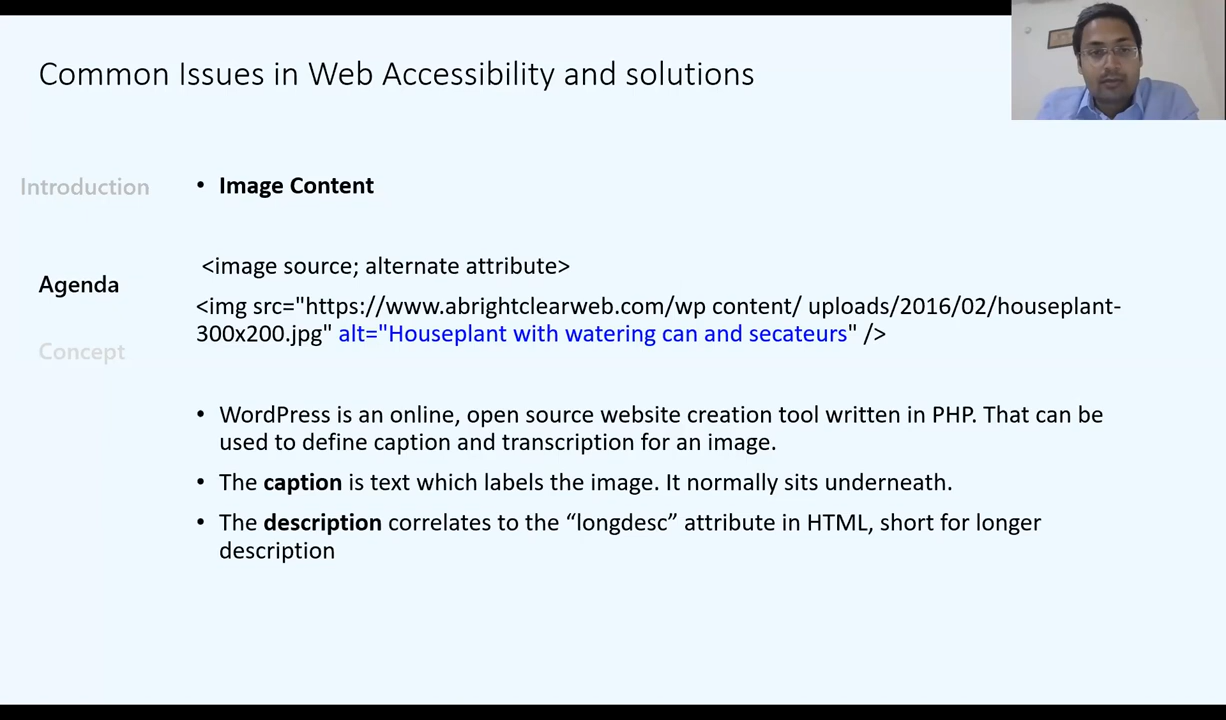 Common Issues in Web Accessibility and solutions
Introduction
Agenda
Concept
• Image Content
<image source; alternate attribute>
<img src="https://www.abrightclearweb.com/wp content/ uploads/2016/02/houseplant-
300x200.jpg" alt="Houseplant with watering can and secateurs" />
• WordPress is an online, open source website creation tool written in PHP. That can be
used to define caption and transcription for an image.
• The caption is text which labels the image. It normally sits underneath.
• The description correlates to the “longdesc” attribute in HTML, short for longer
description